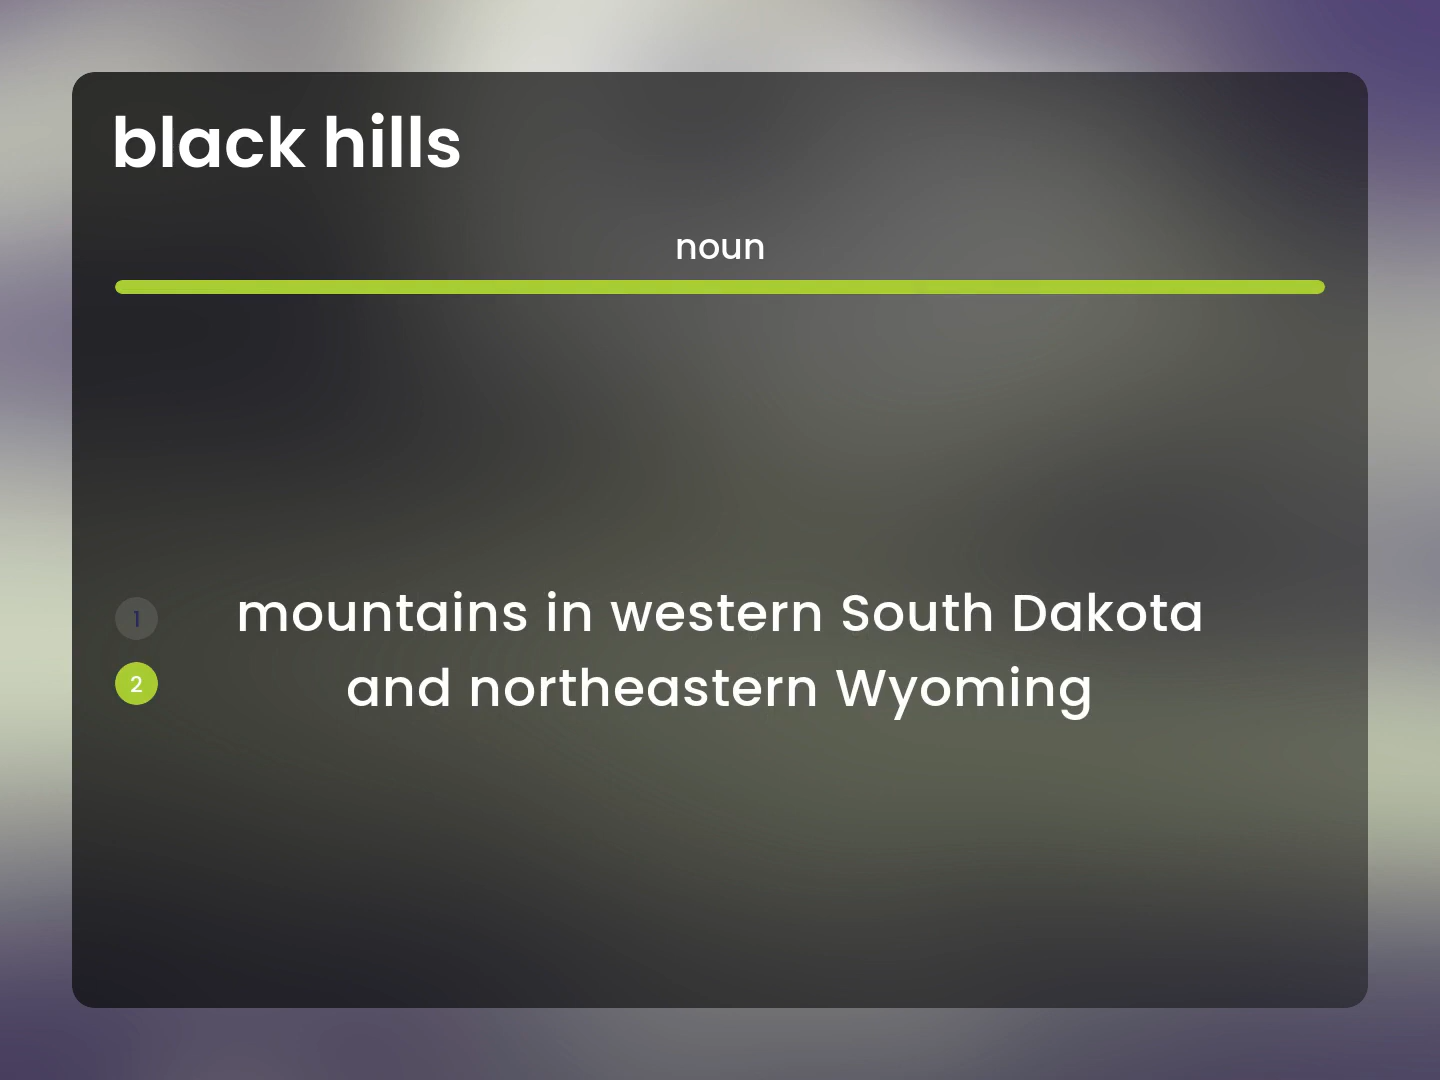 black hills
noun
1
mountains in western South Dakota
2
and northeastern Wyoming